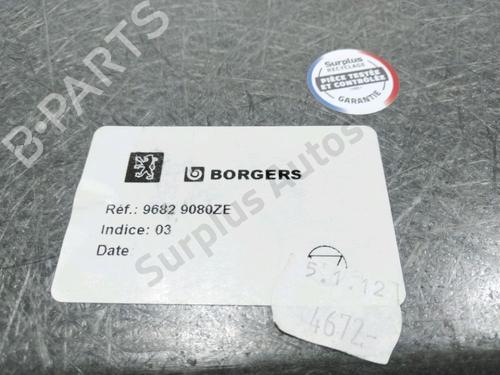 B-PARTS
Surplus
RECYCLAGE
PIÈCE TESTÉE
ET CONTRÔLÉE
GARANTIE
BORGERS
Réf.: 9682 9080ZE
Indice: 03
Date
4672-
Surplus Autos